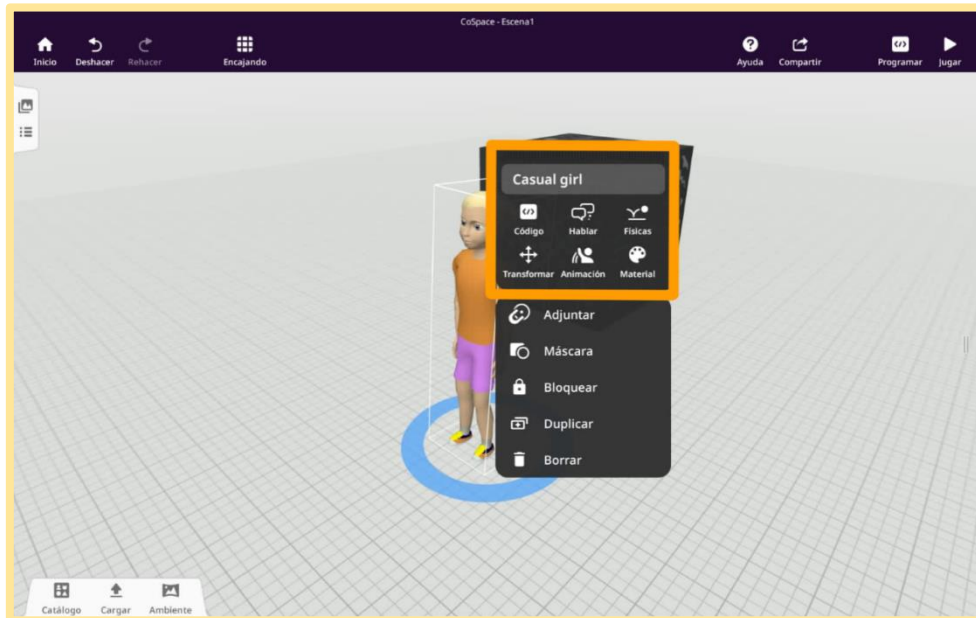 CoSpace - Escena1
Inicio Deshacer Rehacer Encajando Ayuda Compartir Programar Jugar
Casual girl
Código Hablar Físicas
Transformar Animación Material
Adjuntar
Máscara
Bloquear
Duplicar
Borrar
Catálogo Cargar Ambiente